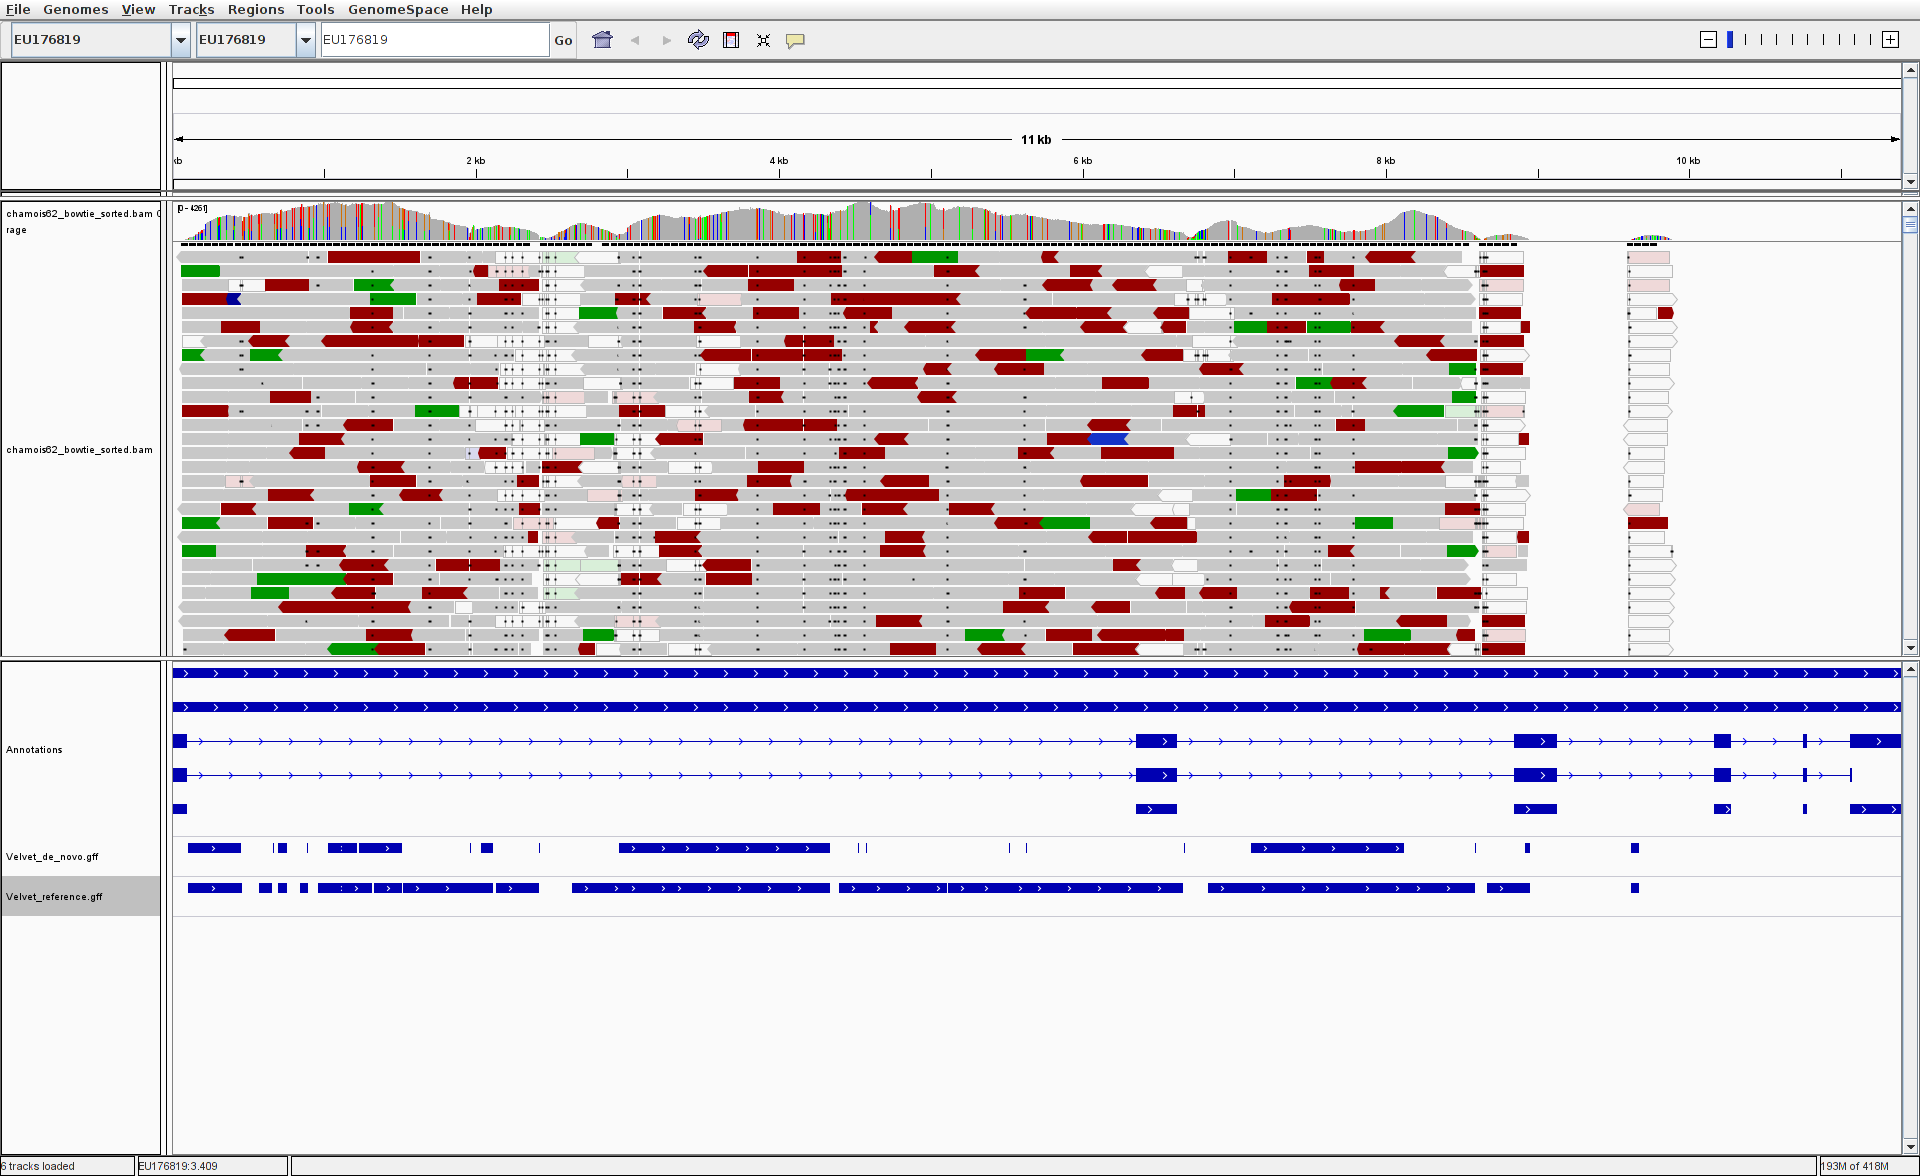 File Genomes View Tracks Regions Tools GenomeSpace Help
EU176819 EU176819 EU176819 Go
11 kb
kb 2 kb 4 kb 6 kb 8 kb 10 kb
chamois62_bowtie_sorted.bam C
rage
[0 - 4261]
chamois62_bowtie_sorted.bam
Annotations
Velvet_de_novo.gff
Velvet_reference.gff
6 tracks loaded EU176819:3.409 193M of 418M